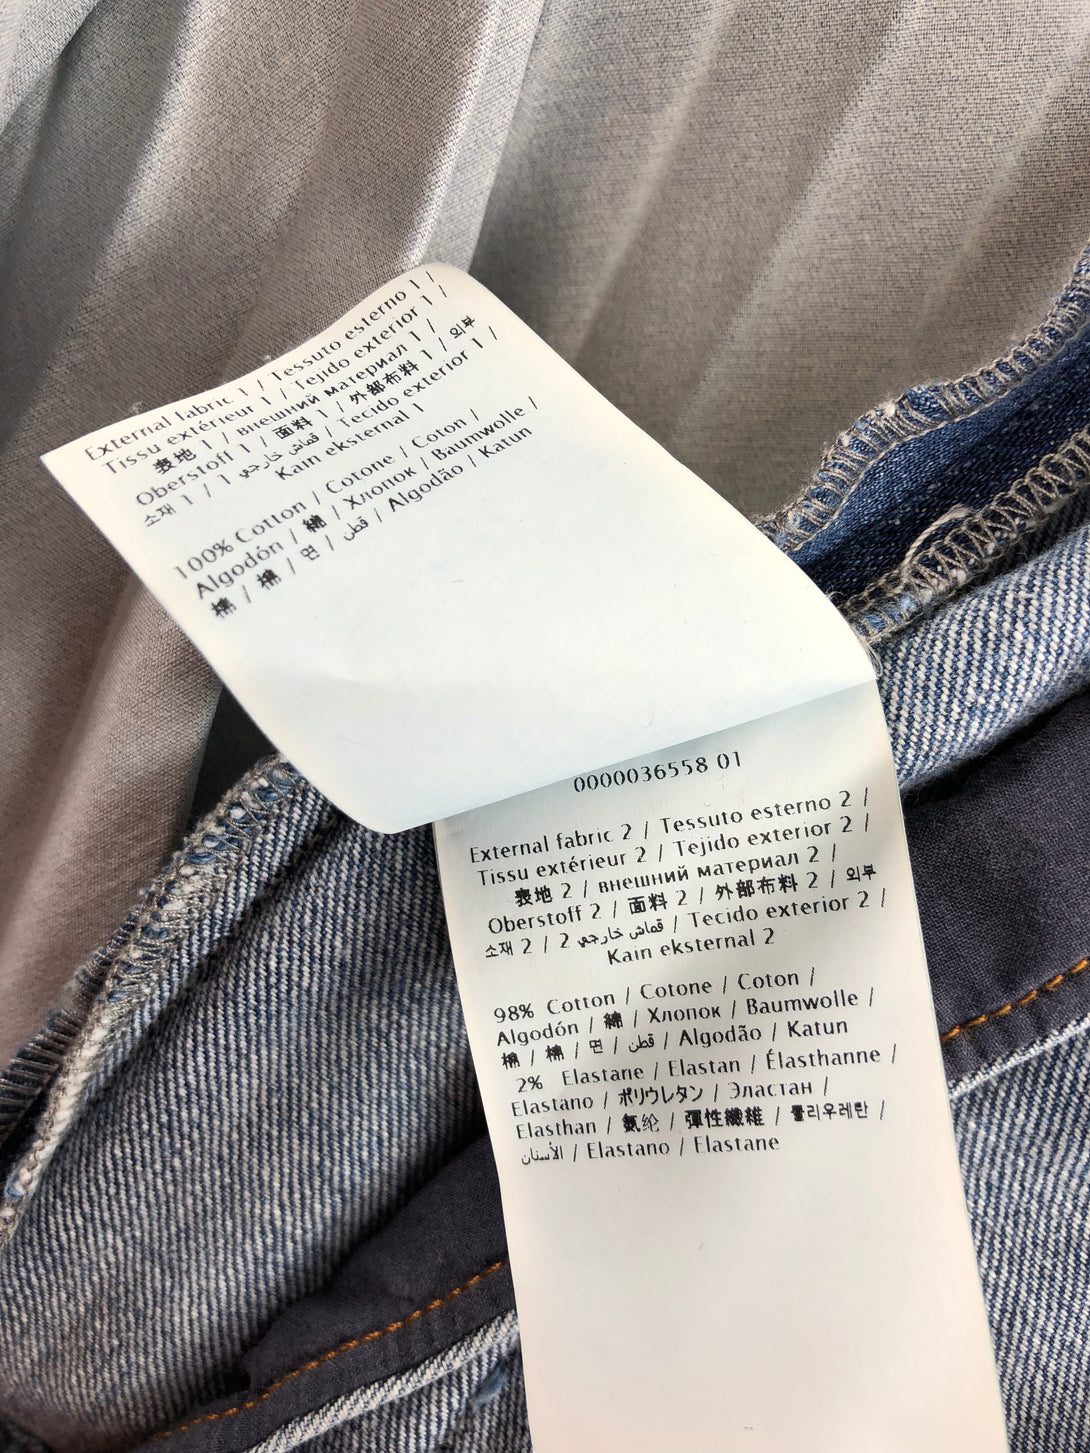 External fabric 1 / Tessuto esterno 1 /
Tissu extérieur 1 / Tejido exterior 1 /
表地 1 / внешний материал 1 /
Oberstoff 1 / 面料 1 / 外部布料 1 / 외부
소재 1 / 1 قماش خارجي / Tecido exterior 1 /
Kain eksternal 1
100% Cotton / Cotone / Coton /
Algodón / 綿 / Хлопок / Baumwolle /
棉 / 棉 / 면 / قطن / Algodão / Katun
0000036558 01
External fabric 2 / Tessuto esterno 2 /
Tissu extérieur 2 / Tejido exterior 2 /
表地 2 / внешний материал 2 /
Oberstoff 2 / 面料 2 / 外部布料 2 / 외부
소재 2 / 2 قماش خارجي / Tecido exterior 2 /
Kain eksternal 2
98% Cotton / Cotone / Coton /
Algodón / 綿 / Хлопок / Baumwolle /
棉 / 棉 / 면 / قطن / Algodão / Katun
2% Elastane / Elastan / Élasthanne /
Elastano / ポリウレタン / Эластан /
Elasthan / 氨纶 / 彈性纖維 / 폴리우레탄 /
الأسنان / Elastano / Elastane